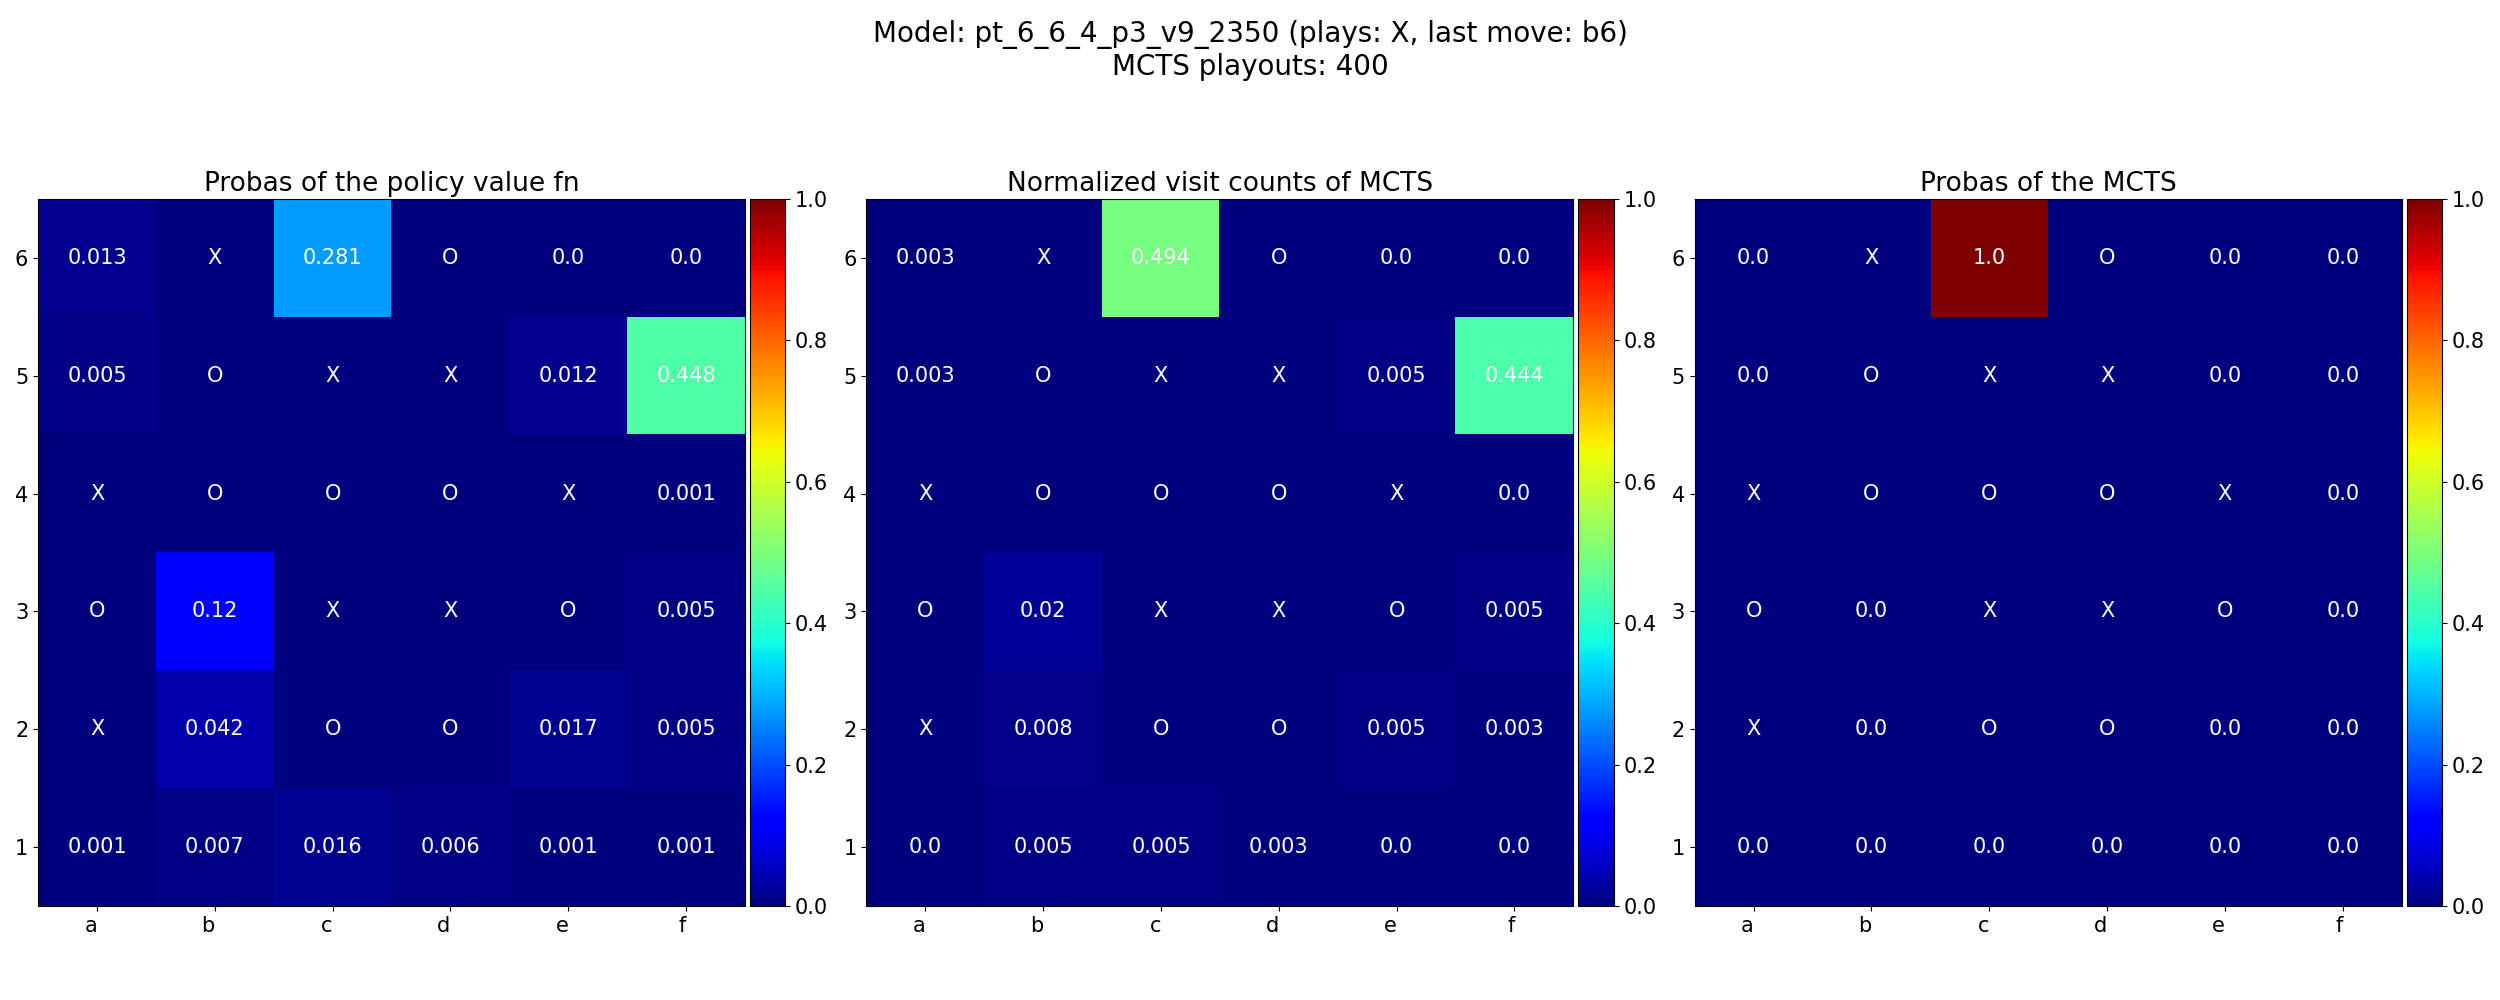 Model: pt_6_6_4_p3_v9_2350 (plays: X, last move: b6)
MCTS playouts: 400
Probas of the policy value fn
6 0.013 X 0.281 O 0.0 0.0
5 0.005 O X X 0.012 0.448
4 X O O O X 0.001
3 O 0.12 X X O 0.005
2 X 0.042 O O 0.017 0.005
1 0.001 0.007 0.016 0.006 0.001 0.001
a b c d e f
1.0
0.8
0.6
0.4
0.2
0.0
Normalized visit counts of MCTS
6 0.003 X 0.494 O 0.0 0.0
5 0.003 O X X 0.005 0.444
4 X O O O X 0.0
3 O 0.02 X X O 0.005
2 X 0.008 O O 0.005 0.003
1 0.0 0.005 0.005 0.003 0.0 0.0
a b c d e f
1.0
0.8
0.6
0.4
0.2
0.0
Probas of the MCTS
6 0.0 X 1.0 O 0.0 0.0
5 0.0 O X X 0.0 0.0
4 X O O O X 0.0
3 O 0.0 X X O 0.0
2 X 0.0 O O 0.0 0.0
1 0.0 0.0 0.0 0.0 0.0 0.0
a b c d e f
1.0
0.8
0.6
0.4
0.2
0.0